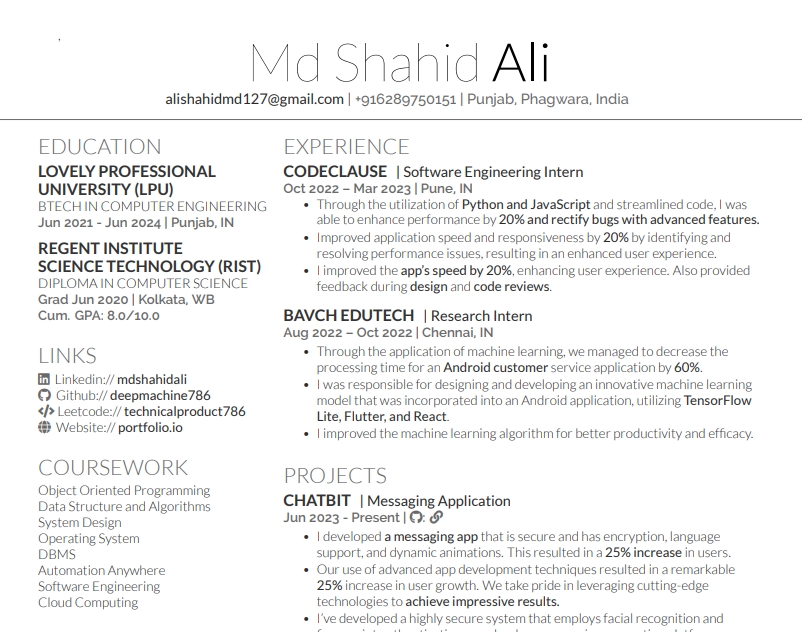 Md Shahid Ali
alishahidmd127@gmail.com | +916289750151 | Punjab, Phagwara, India
EDUCATION
LOVELY PROFESSIONAL
UNIVERSITY (LPU)
BTECH IN COMPUTER ENGINEERING
Jun 2021 - Jun 2024 | Punjab, IN
REGENT INSTITUTE
SCIENCE TECHNOLOGY (RIST)
DIPLOMA IN COMPUTER SCIENCE
Grad Jun 2020 | Kolkata, WB
Cum. GPA: 8.0/10.0
LINKS
Linkedin:// mdshahidali
Github:// deepmachine786
Leetcode:// technicalproduct786
Website:// portfolio.io
COURSEWORK
Object Oriented Programming
Data Structure and Algorithms
System Design
Operating System
DBMS
Automation Anywhere
Software Engineering
Cloud Computing
EXPERIENCE
CODECLAUSE | Software Engineering Intern
Oct 2022 – Mar 2023 | Pune, IN
• Through the utilization of Python and JavaScript and streamlined code, I was
able to enhance performance by 20% and rectify bugs with advanced features.
• Improved application speed and responsiveness by 20% by identifying and
resolving performance issues, resulting in an enhanced user experience.
• I improved the app's speed by 20%, enhancing user experience. Also provided
feedback during design and code reviews.
BAVCH EDUTECH | Research Intern
Aug 2022 – Oct 2022 | Chennai, IN
• Through the application of machine learning, we managed to decrease the
processing time for an Android customer service application by 60%.
• I was responsible for designing and developing an innovative machine learning
model that was incorporated into an Android application, utilizing TensorFlow
Lite, Flutter, and React.
• I improved the machine learning algorithm for better productivity and efficacy.
PROJECTS
CHATBIT | Messaging Application
Jun 2023 - Present | :
• I developed a messaging app that is secure and has encryption, language
support, and dynamic animations. This resulted in a 25% increase in users.
• Our use of advanced app development techniques resulted in a remarkable
25% increase in user growth. We take pride in leveraging cutting-edge
technologies to achieve impressive results.
• I've developed a highly secure system that employs facial recognition and